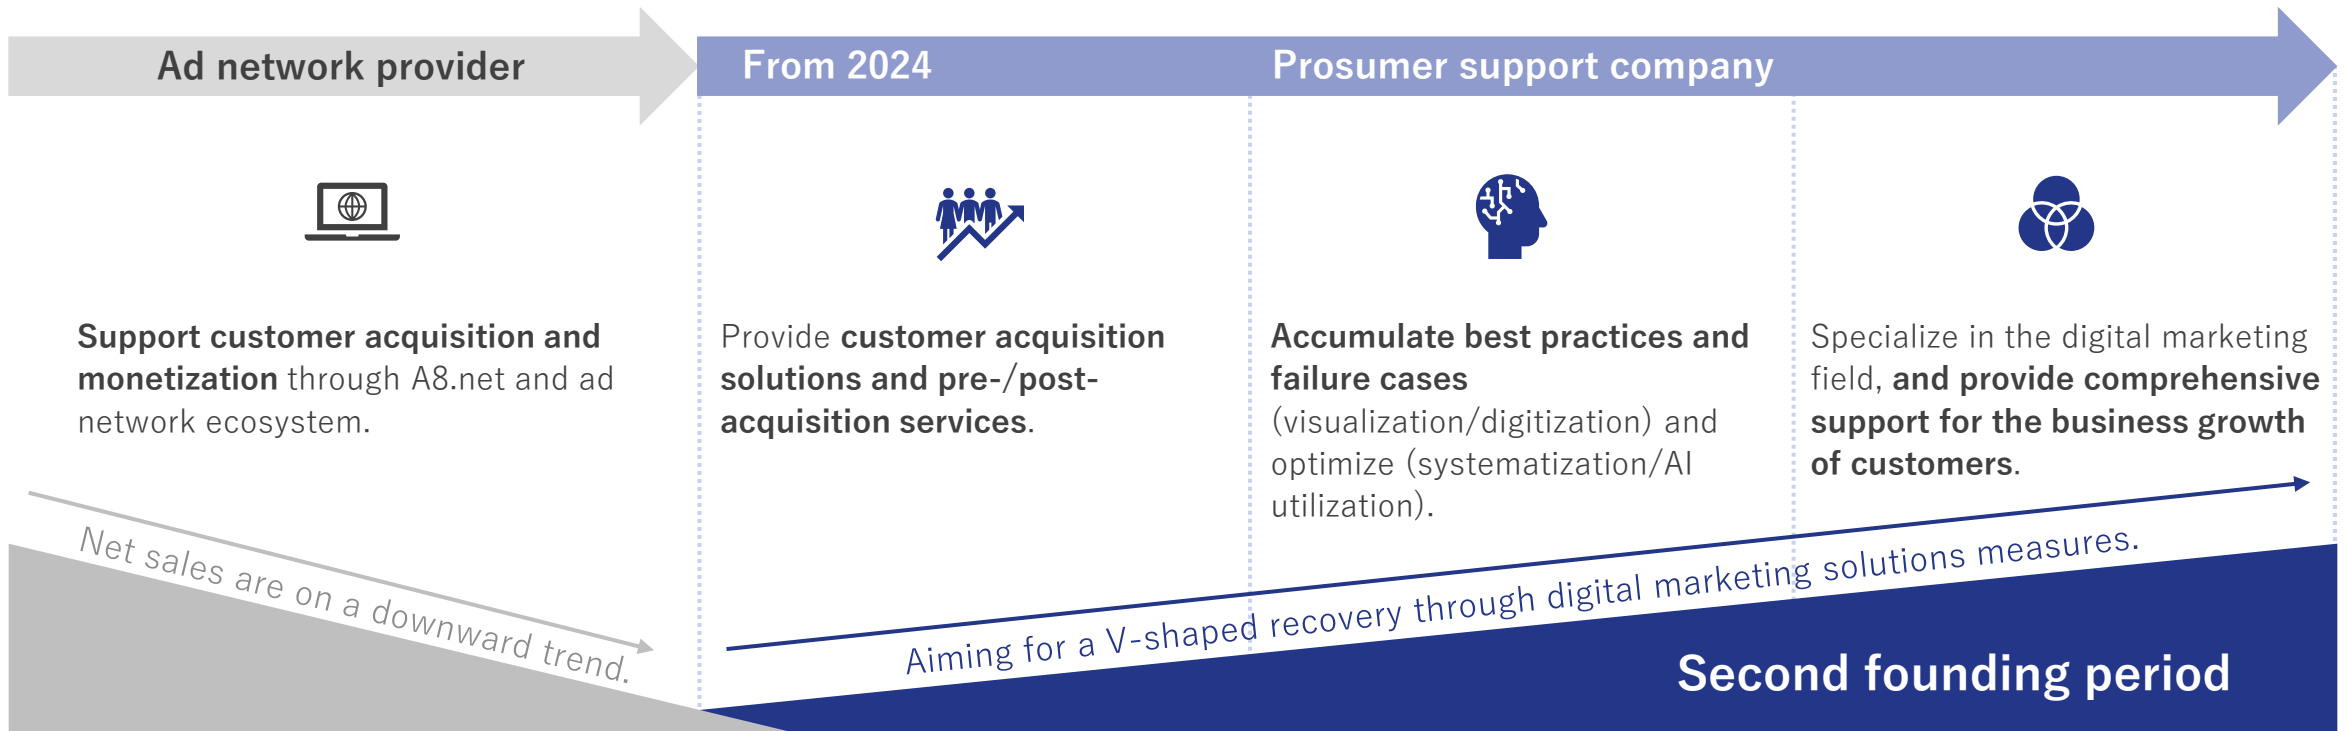 Ad network provider
From 2024
Prosumer support company
Support customer acquisition and
monetization through A8.net and ad
network ecosystem.
Provide customer acquisition
solutions and pre-/post-
acquisition services.
Accumulate best practices and
failure cases
(visualization/digitization) and
optimize (systematization/AI
utilization).
Specialize in the digital marketing
field, and provide comprehensive
support for the business growth
of customers.
Net sales are on a downward trend.
Aiming for a V-shaped recovery through digital marketing solutions measures.
Second founding period